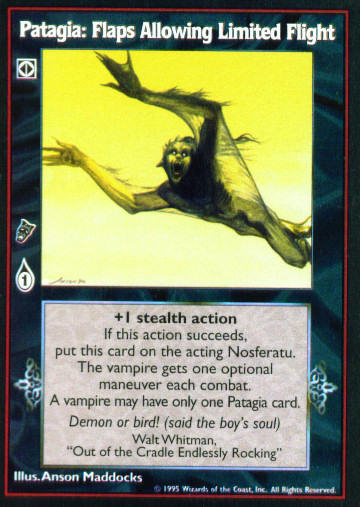 Patagia: Flaps Allowing Limited Flight
1
+1 stealth action
If this action succeeds,
put this card on the acting Nosferatu.
The vampire gets one optional
maneuver each combat.
A vampire may have only one Patagia card.
Demon or bird! (said the boy's soul)
Walt Whitman,
"Out of the Cradle Endlessly Rocking"
Illus. Anson Maddocks
© 1995 Wizards of the Coast, Inc. All Rights Reserved.